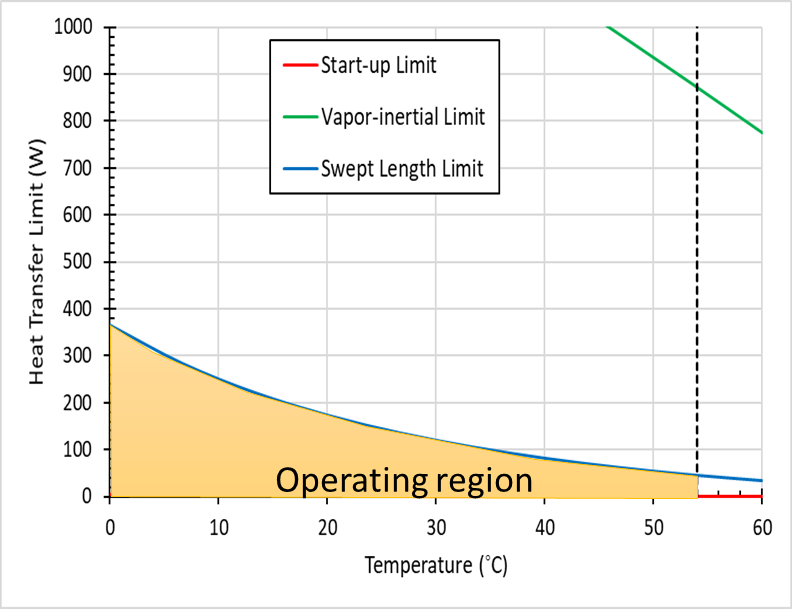 1000
900
800
700
600
500
400
300
200
100
0
Heat Transfer Limit (W)
Start-up Limit
Vapor-inertial Limit
Swept Length Limit
Operating region
0 10 20 30 40 50 60
Temperature (°C)